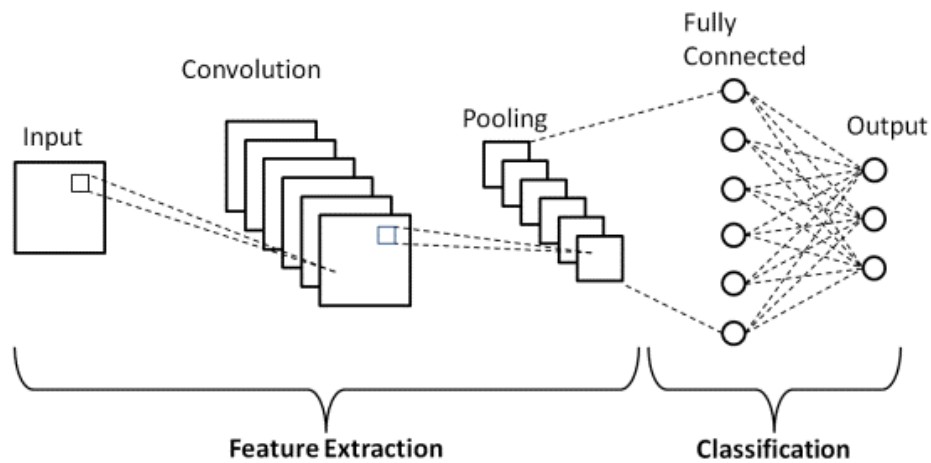 Fully
Connected
Convolution
Pooling
Output
Input
Feature Extraction
Classification